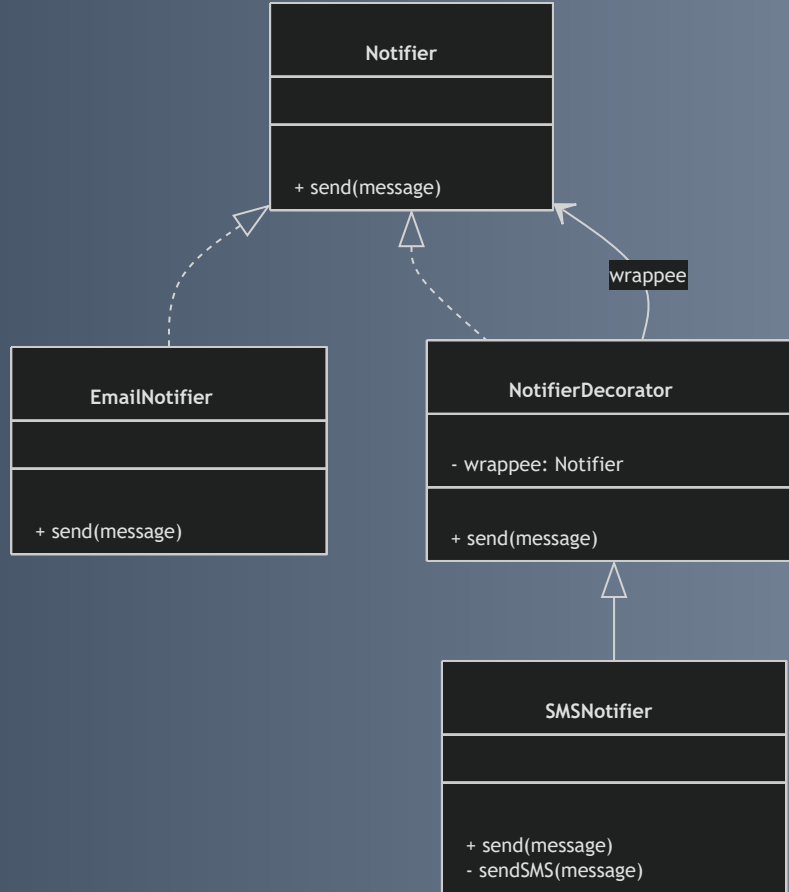 Notifier
+ send(message)
wrappee
EmailNotifier
+ send(message)
NotifierDecorator
- wrappee: Notifier
+ send(message)
SMSNotifier
+ send(message)
- sendSMS(message)